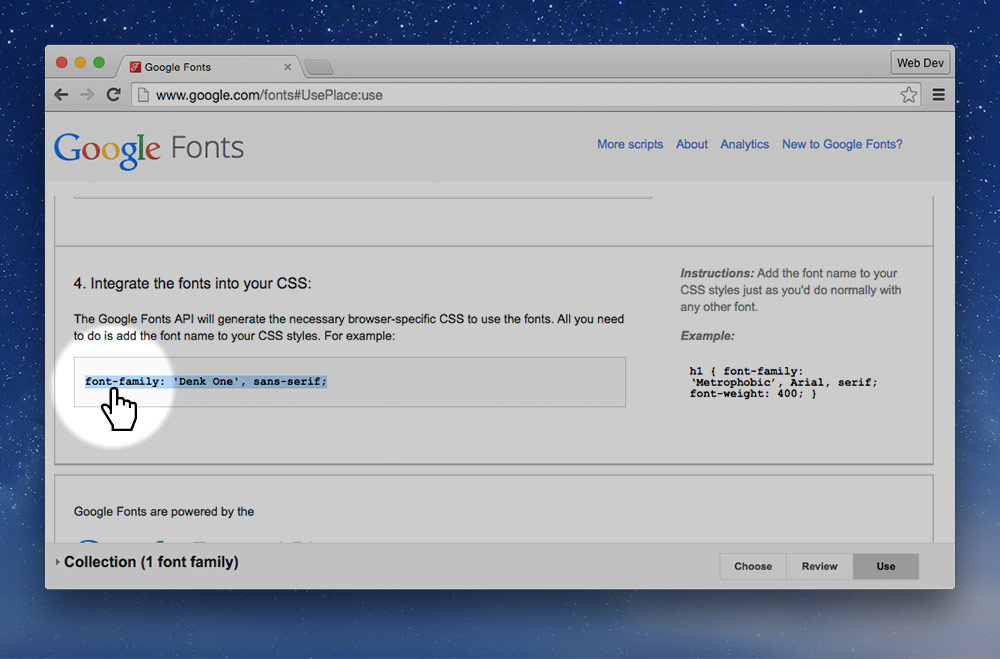 Google Fonts
Web Dev
www.google.com/fonts#UsePlace:use
Google Fonts
More scripts About Analytics New to Google Fonts?
4. Integrate the fonts into your CSS:
The Google Fonts API will generate the necessary browser-specific CSS to use the fonts. All you need
to do is add the font name to your CSS styles. For example:
font-family: 'Denk One', sans-serif;
Instructions: Add the font name to your
CSS styles just as you'd do normally with
any other font.
Example:
h1 { font-family:
‘Metrophobic’, Arial, serif;
font-weight: 400; }
Google Fonts are powered by the
Collection (1 font family)
Choose Review Use